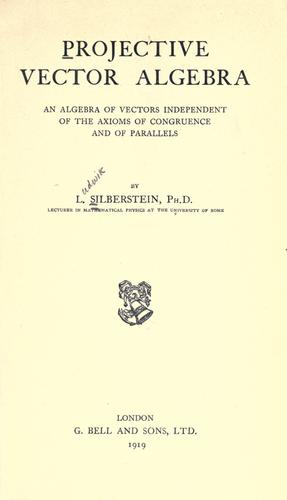 PROJECTIVE
VECTOR ALGEBRA
AN ALGEBRA OF VECTORS INDEPENDENT
OF THE AXIOMS OF CONGRUENCE
AND OF PARALLELS
BY
udwik
L. SILBERSTEIN, PH.D.
LECTURER IN MATHEMATICAL PHYSICS AT THE UNIVERSITY OF ROME
LONDON
G. BELL AND SONS, LTD.
1919